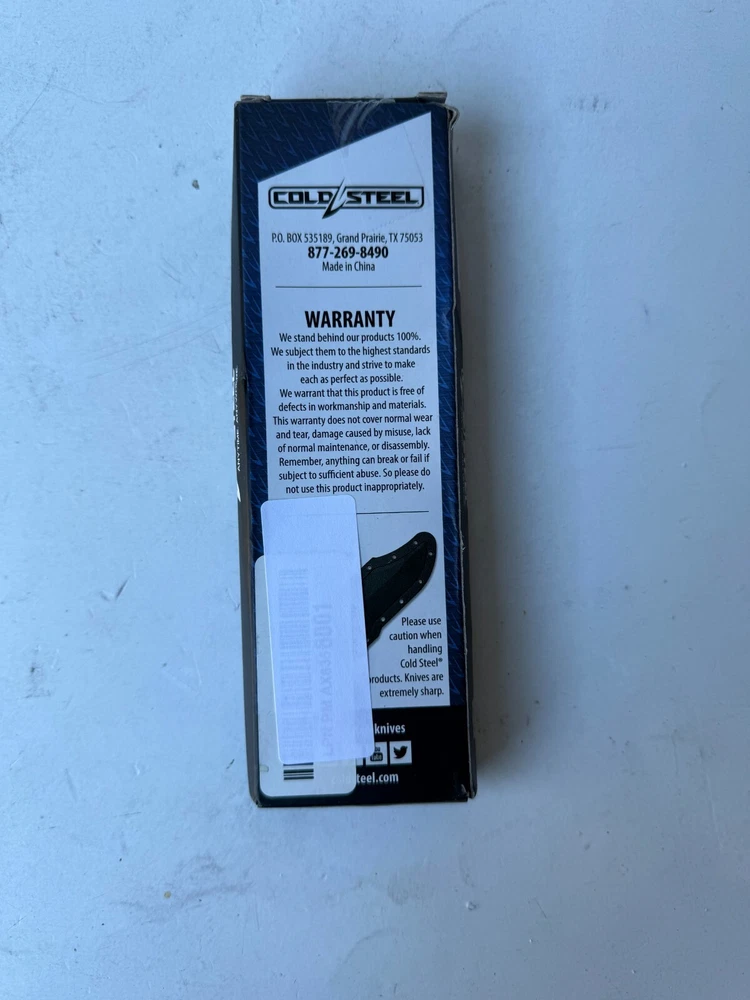 COLD STEEL
P.O. BOX 535189, Grand Prairie, TX 75053
877-269-8490
Made in China
WARRANTY
We stand behind our products 100%.
We subject them to the highest standards
in the industry and strive to make
each as perfect as possible.
We warrant that this product is free of
defects in workmanship and materials.
This warranty does not cover normal wear
and tear, damage caused by misuse, lack
of normal maintenance, or disassembly.
Remember, anything can break or fail if
subject to sufficient abuse. So please do
not use this product inappropriately.
Please use
caution when
handling
Cold Steel®
roducts. Knives are
extremely sharp.
knives
teel.com